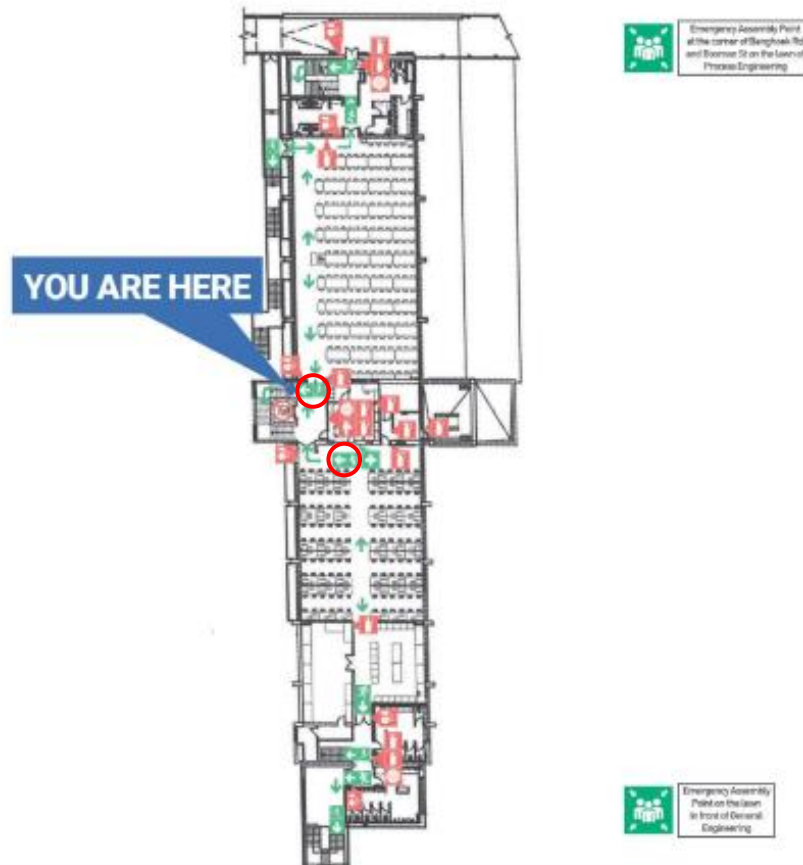 Emergency Assembly Point
at the corner of Banghoek Rd
and Bosman St on the lawn of
Process Engineering
YOU ARE HERE
Emergency Assembly
Point on the lawn
in front of General
Engineering